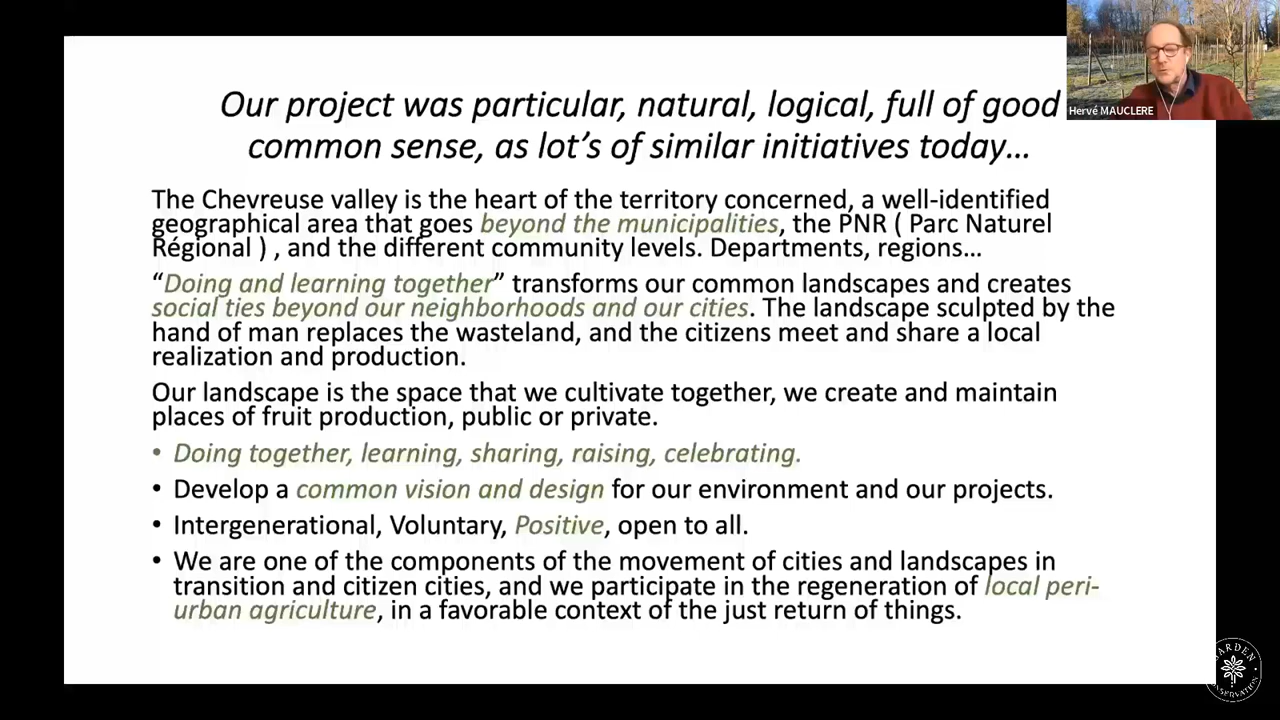 Our project was particular, natural, logical, full of good
common sense, as lot’s of similar initiatives today…
Hervé MAUCLERE
The Chevreuse valley is the heart of the territory concerned, a well-identified
geographical area that goes beyond the municipalities, the PNR ( Parc Naturel
Régional ) , and the different community levels. Departments, regions…
“Doing and learning together” transforms our common landscapes and creates
social ties beyond our neighborhoods and our cities. The landscape sculpted by the
hand of man replaces the wasteland, and the citizens meet and share a local
realization and production.
Our landscape is the space that we cultivate together, we create and maintain
places of fruit production, public or private.
• Doing together, learning, sharing, raising, celebrating.
• Develop a common vision and design for our environment and our projects.
• Intergenerational, Voluntary, Positive, open to all.
• We are one of the components of the movement of cities and landscapes in
transition and citizen cities, and we participate in the regeneration of local peri-
urban agriculture, in a favorable context of the just return of things.